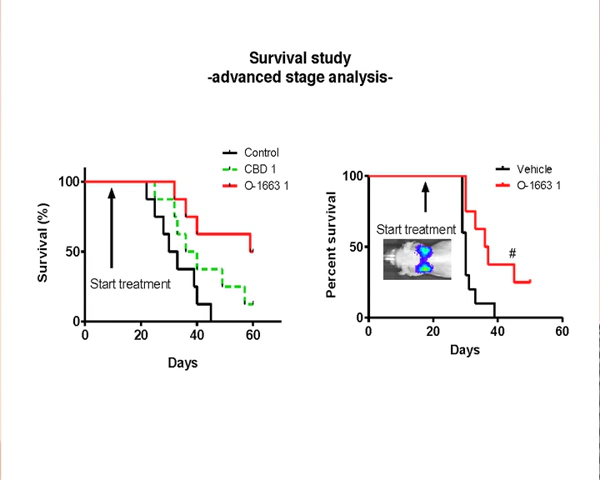 Survival study
-advanced stage analysis-
Control
CBD 1
O-1663 1
100
50
0
Survival (%)
Start treatment
0
20
40
60
Days
Vehicle
O-1663 1
100
50
0
Percent survival
Start treatment
#
0
20
40
60
Days